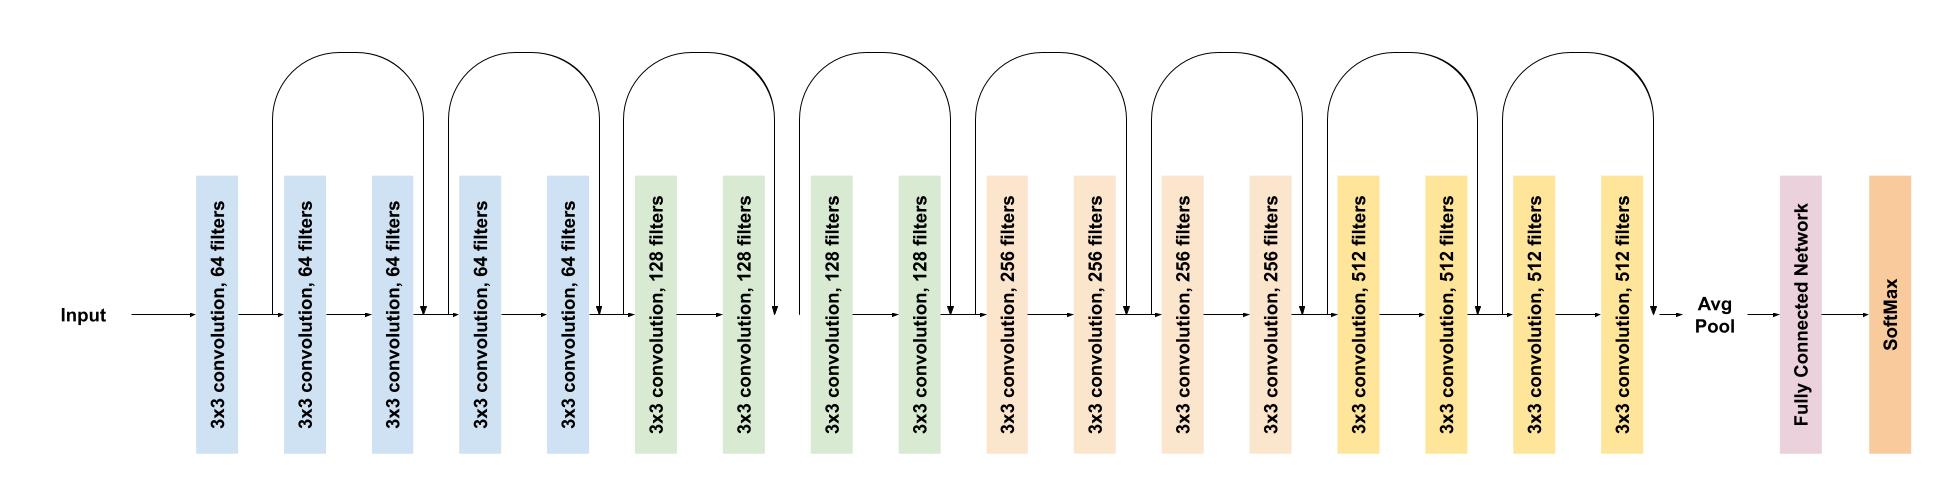 Input
3x3 convolution, 64 filters
3x3 convolution, 64 filters
3x3 convolution, 64 filters
3x3 convolution, 64 filters
3x3 convolution, 64 filters
3x3 convolution, 128 filters
3x3 convolution, 128 filters
3x3 convolution, 128 filters
3x3 convolution, 128 filters
3x3 convolution, 256 filters
3x3 convolution, 256 filters
3x3 convolution, 256 filters
3x3 convolution, 256 filters
3x3 convolution, 512 filters
3x3 convolution, 512 filters
3x3 convolution, 512 filters
3x3 convolution, 512 filters
Avg
Pool
Fully Connected Network
SoftMax